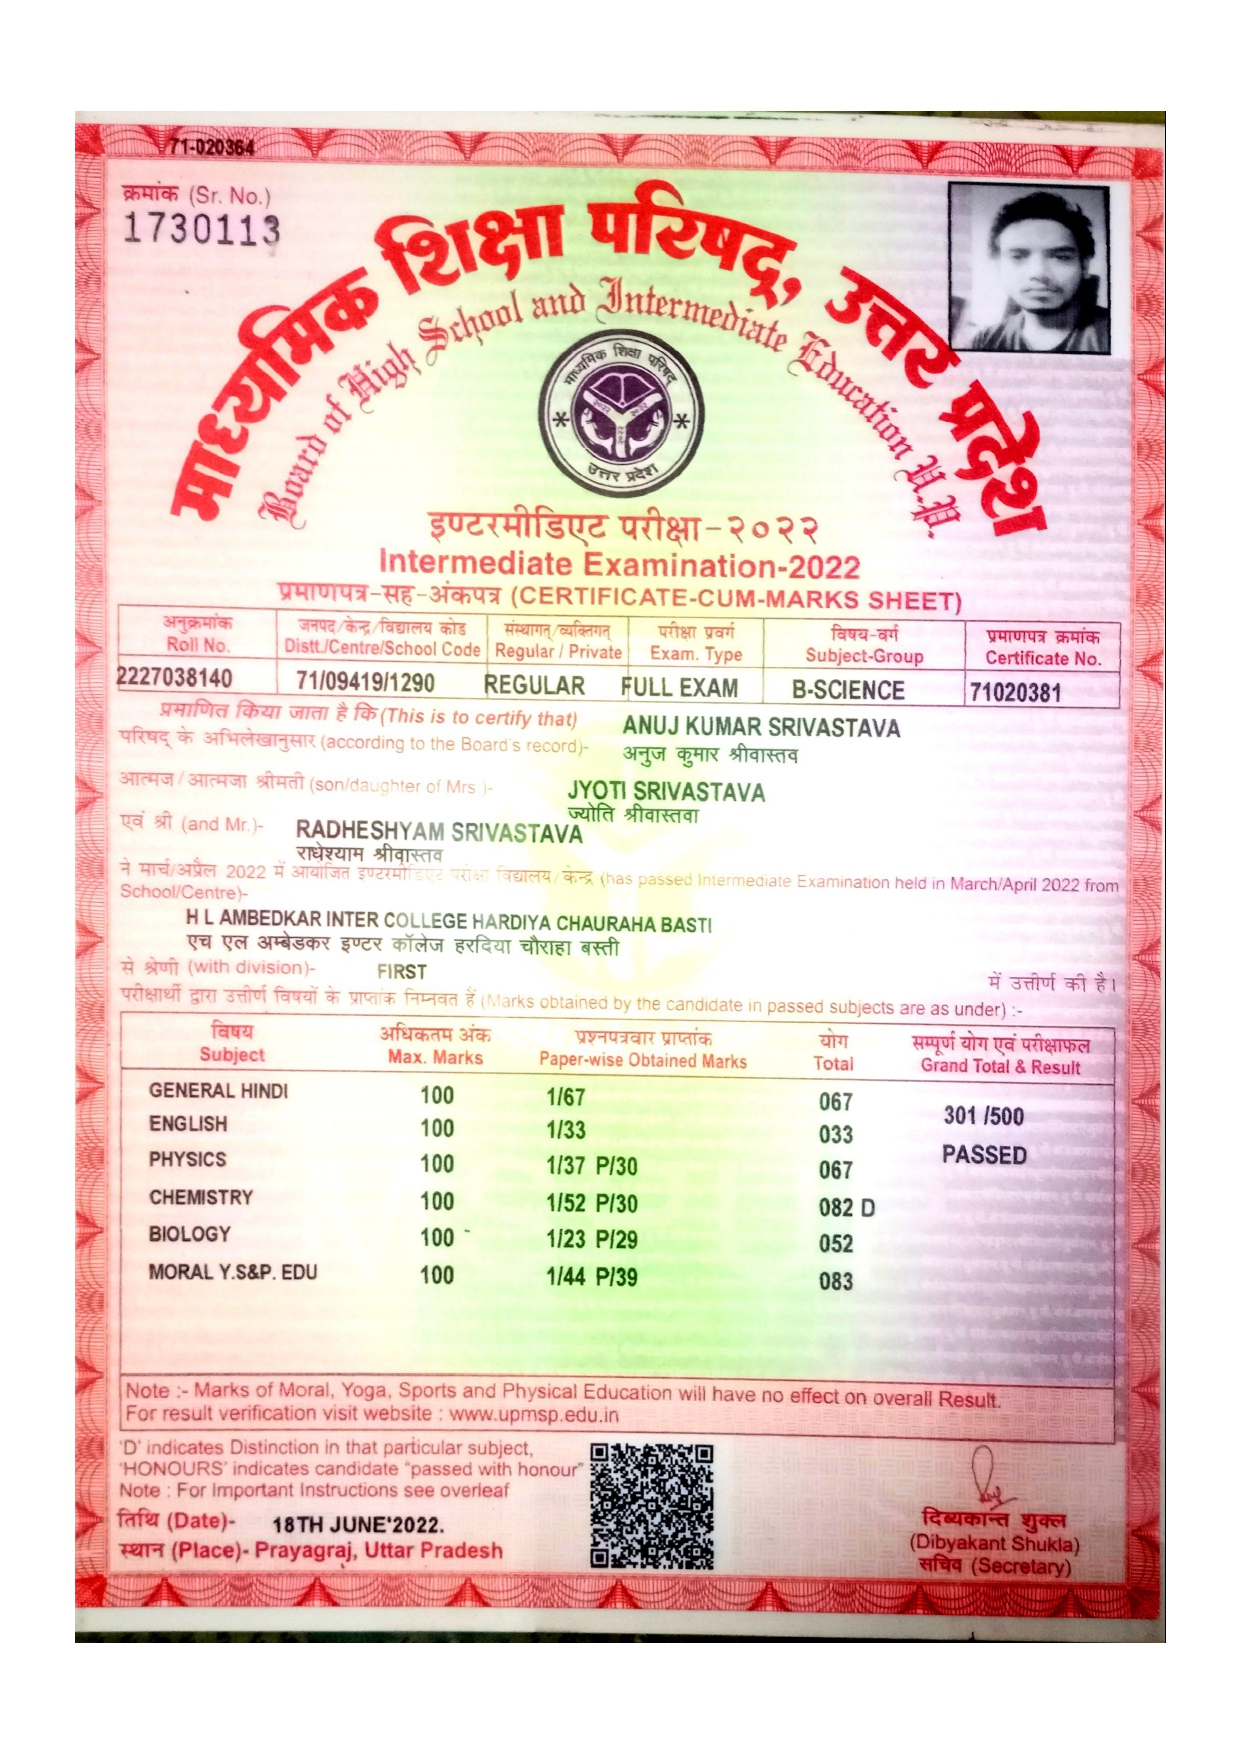 71-020364
क्रमांक (Sr. No.)
1730113
माध्यमिक शिक्षा परिषद्, उत्तर प्रदेश
Board of High School and Intermediate Education U.P.
माध्यमिक शिक्षा परिषद्
उत्तर प्रदेश
इण्टरमीडिएट परीक्षा-२०२२
Intermediate Examination-2022
प्रमाणपत्र-सह-अंकपत्र (CERTIFICATE-CUM-MARKS SHEET)
अनुक्रमांक जनपद/केन्द्र/विद्यालय कोड संस्थागत्/व्यक्तिगत् परीक्षा प्रवर्ग विषय-वर्ग प्रमाणपत्र क्रमांक
Roll No. Distt./Centre/School Code Regular / Private Exam. Type Subject-Group Certificate No.
2227038140 71/09419/1290 REGULAR FULL EXAM B-SCIENCE 71020381
प्रमाणित किया जाता है कि (This is to certify that) ANUJ KUMAR SRIVASTAVA
परिषद् के अभिलेखानुसार (according to the Board's record)- अनुज कुमार श्रीवास्तव
आत्मज/आत्मजा श्रीमती (son/daughter of Mrs.)- JYOTI SRIVASTAVA
ज्योति श्रीवास्तवा
एवं श्री (and Mr.)- RADHESHYAM SRIVASTAVA
राधेश्याम श्रीवास्तव
ने मार्च/अप्रैल 2022 में आयोजित इण्टरमीडिएट परीक्षा विद्यालय/केन्द्र (has passed Intermediate Examination held in March/April 2022 from
School/Centre)-
H L AMBEDKAR INTER COLLEGE HARDIYA CHAURAHA BASTI
एच एल अम्बेडकर इण्टर कॉलेज हरदिया चौराहा बस्ती
से श्रेणी (with division)- FIRST में उत्तीर्ण की है।
परीक्षार्थी द्वारा उत्तीर्ण विषयों के प्राप्तांक निम्नवत हैं (Marks obtained by the candidate in passed subjects are as under) :-
विषय अधिकतम अंक प्रश्नपत्रवार प्राप्तांक योग सम्पूर्ण योग एवं परीक्षाफल
Subject Max. Marks Paper-wise Obtained Marks Total Grand Total & Result
GENERAL HINDI 100 1/67 067 301 /500
ENGLISH 100 1/33 033
PHYSICS 100 1/37 P/30 067 PASSED
CHEMISTRY 100 1/52 P/30 082 D
BIOLOGY 100 1/23 P/29 052
MORAL Y.S&P. EDU 100 1/44 P/39 083
Note :- Marks of Moral, Yoga, Sports and Physical Education will have no effect on overall Result.
For result verification visit website : www.upmsp.edu.in
'D' indicates Distinction in that particular subject,
'HONOURS' indicates candidate "passed with honour"
Note : For Important Instructions see overleaf
तिथि (Date)- 18TH JUNE'2022.
स्थान (Place)- Prayagraj, Uttar Pradesh
दिब्यकान्त शुक्ल
(Dibyakant Shukla)
सचिव (Secretary)